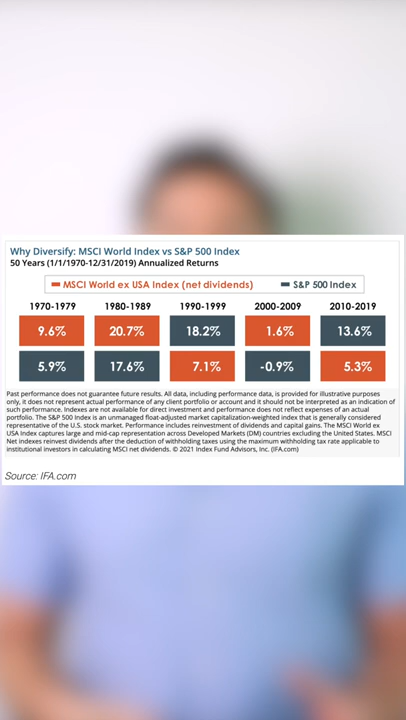 Why Diversify: MSCI World Index vs S&P 500 Index
50 Years (1/1/1970-12/31/2019) Annualized Returns
MSCI World ex USA Index (net dividends) S&P 500 Index
1970-1979 1980-1989 1990-1999 2000-2009 2010-2019
9.6% 20.7% 18.2% 1.6% 13.6%
5.9% 17.6% 7.1% -0.9% 5.3%
Past performance does not guarantee future results. All data, including performance data, is provided for illustrative purposes
only, it does not represent actual performance of any client portfolio or account and it should not be interpreted as an indication of
such performance. Indexes are not available for direct investment and performance does not reflect expenses of an actual
portfolio. The S&P 500 Index is an unmanaged float-adjusted market capitalization-weighted index that is generally considered
representative of the U.S. stock market. Performance includes reinvestment of dividends and capital gains. The MSCI World ex
USA Index captures large and mid-cap representation across Developed Markets (DM) countries excluding the United States. MSCI
Net indexes reinvest dividends after the deduction of withholding taxes using the maximum withholding tax rate applicable to
institutional investors in calculating MSCI net dividends. © 2021 Index Fund Advisors, Inc. (IFA.com)
Source: IFA.com